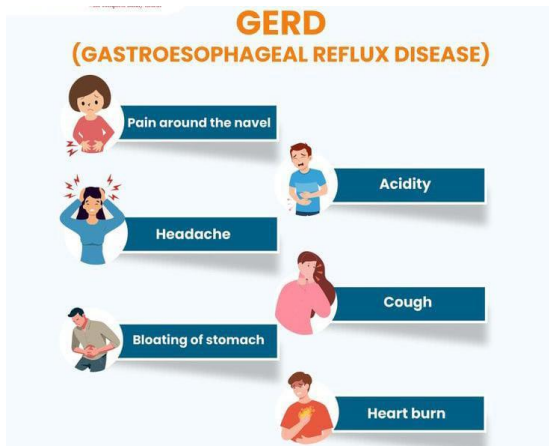 GERD
(GASTROESOPHAGEAL REFLUX DISEASE)
Pain around the navel
Acidity
Headache
Cough
Bloating of stomach
Heart burn